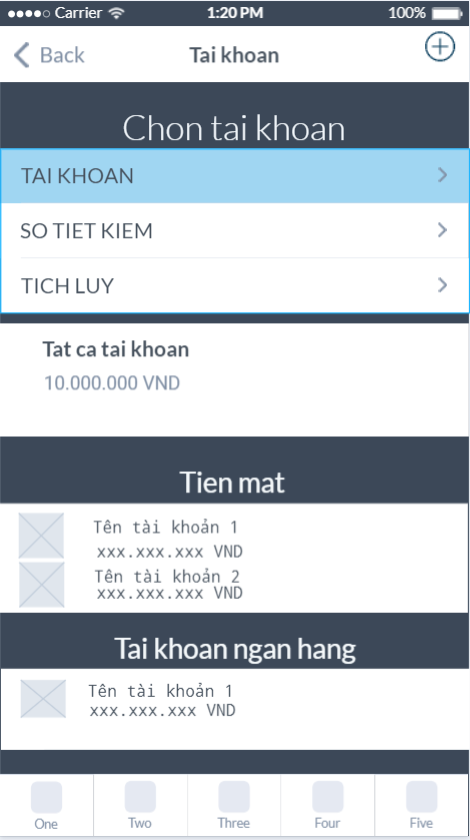 Carrier 1:20 PM 100%
Back Tai khoan
Chon tai khoan
TAI KHOAN
SO TIET KIEM
TICH LUY
Tat ca tai khoan
10.000.000 VND
Tien mat
Tên tài khoản 1
xxx.xxx.xxx VND
Tên tài khoản 2
xxx.xxx.xxx VND
Tai khoan ngan hang
Tên tài khoản 1
xxx.xxx.xxx VND
One Two Three Four Five